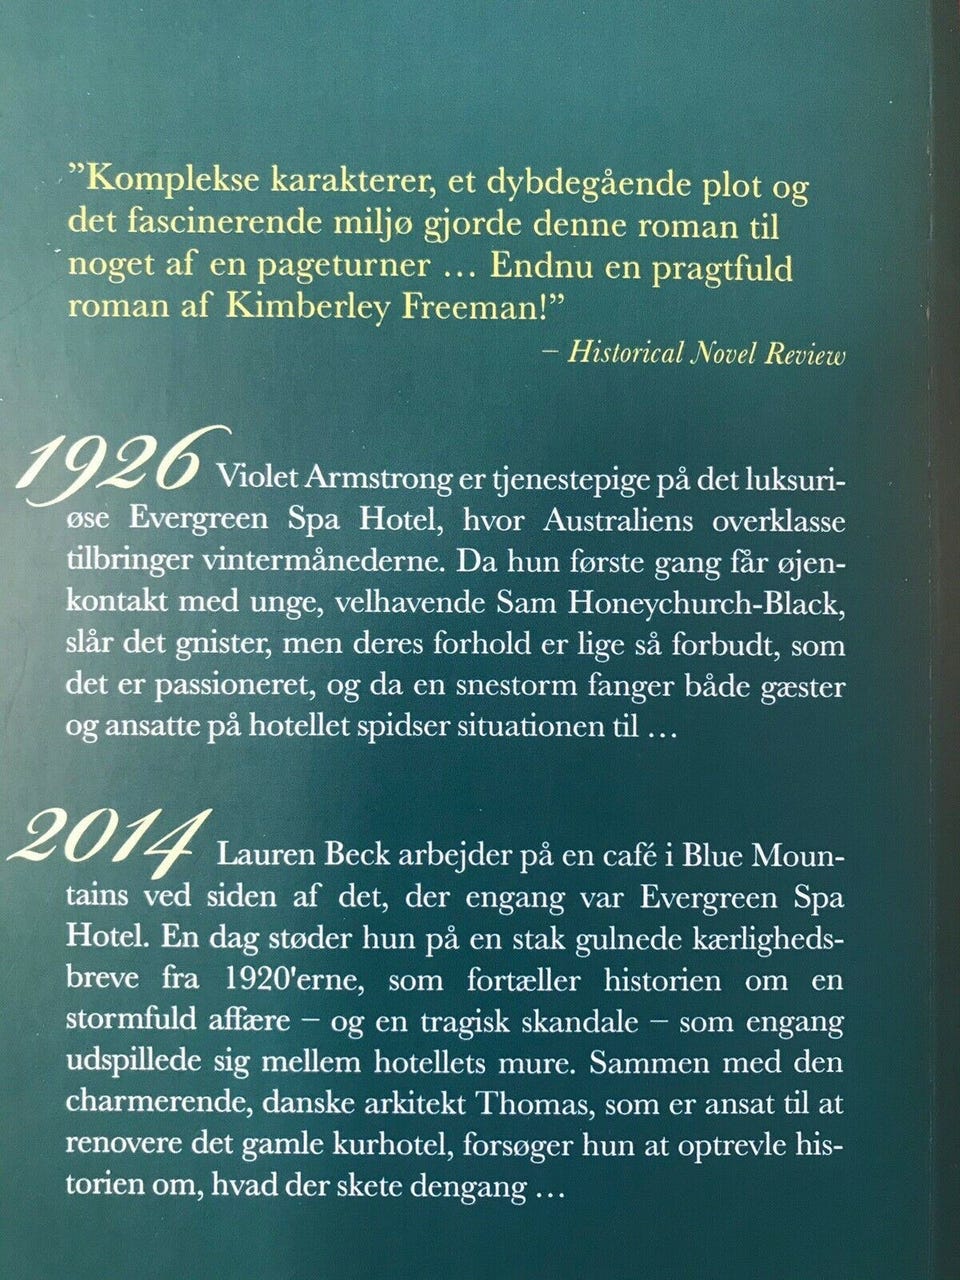 ”Komplekse karakterer, et dybdegående plot og
det fascinerende miljø gjorde denne roman til
noget af en pageturner … Endnu en pragtfuld
roman af Kimberley Freeman!”
– Historical Novel Review
1926 Violet Armstrong er tjenestepige på det luksuri-
øse Evergreen Spa Hotel, hvor Australiens overklasse
tilbringer vintermånederne. Da hun første gang får øjen-
kontakt med unge, velhavende Sam Honeychurch-Black,
slår det gnister, men deres forhold er lige så forbudt, som
det er passioneret, og da en snestorm fanger både gæster
og ansatte på hotellet spidser situationen til …
2014 Lauren Beck arbejder på en café i Blue Moun-
tains ved siden af det, der engang var Evergreen Spa
Hotel. En dag støder hun på en stak gulnede kærligheds-
breve fra 1920'erne, som fortæller historien om en
stormfuld affære – og en tragisk skandale – som engang
udspillede sig mellem hotellets mure. Sammen med den
charmerende, danske arkitekt Thomas, som er ansat til at
renovere det gamle kurhotel, forsøger hun at optrevle his-
torien om, hvad der skete dengang …